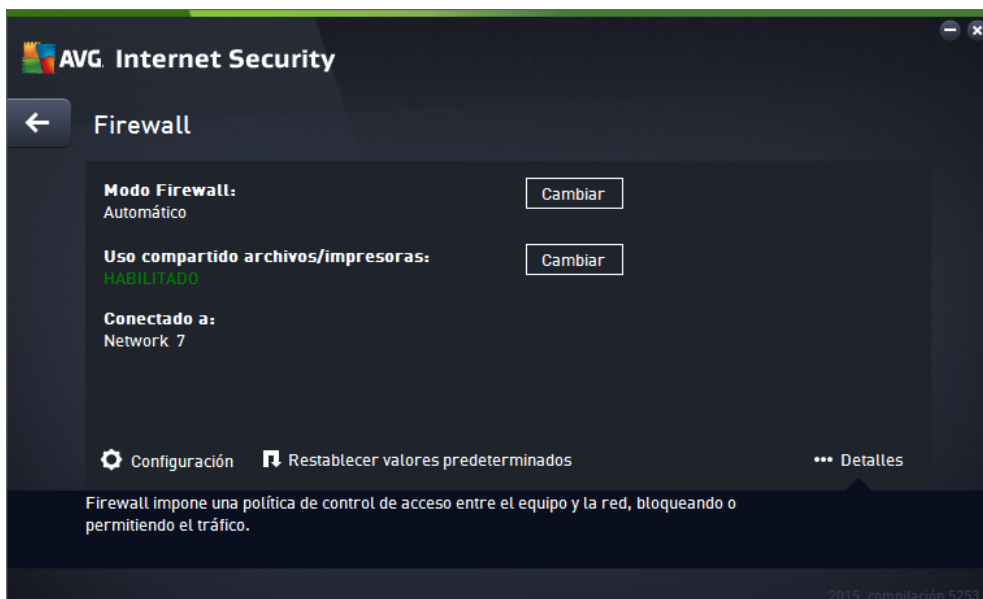 AVG. Internet Security
Firewall
Modo Firewall:
Cambiar
Automático
Uso compartido archivos/impresoras:
Cambiar
HABILITADO
Conectado a:
Network 7
Configuración
Restablecer valores predeterminados
Detalles
Firewall impone una política de control de acceso entre el equipo y la red, bloqueando o
permitiendo el tráfico.
2015 compilación 5253